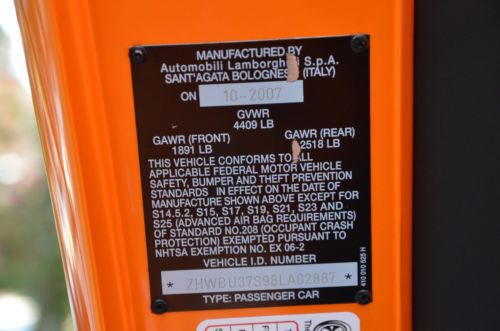 MANUFACTURED BY
Automobili Lamborghini S.p.A.
SANT'AGATA BOLOGNESE (ITALY)
ON 10-2007
GVWR
4409 LB
GAWR (FRONT) GAWR (REAR)
1891 LB 2518 LB
THIS VEHICLE CONFORMS TO ALL
APPLICABLE FEDERAL MOTOR VEHICLE
SAFETY, BUMPER AND THEFT PREVENTION
STANDARDS IN EFFECT ON THE DATE OF
MANUFACTURE SHOWN ABOVE EXCEPT FOR
S14.5.2, S15, S17, S19, S21, S23 AND
S25 (ADVANCED AIR BAG REQUIREMENTS)
OF STANDARD NO.208 (OCCUPANT CRASH
PROTECTION) EXEMPTED PURSUANT TO
NHTSA EXEMPTION NO. EX 06-2
VEHICLE I.D. NUMBER
* ZHWBU37S98LA02887 *
TYPE: PASSENGER CAR
410 010 525 H